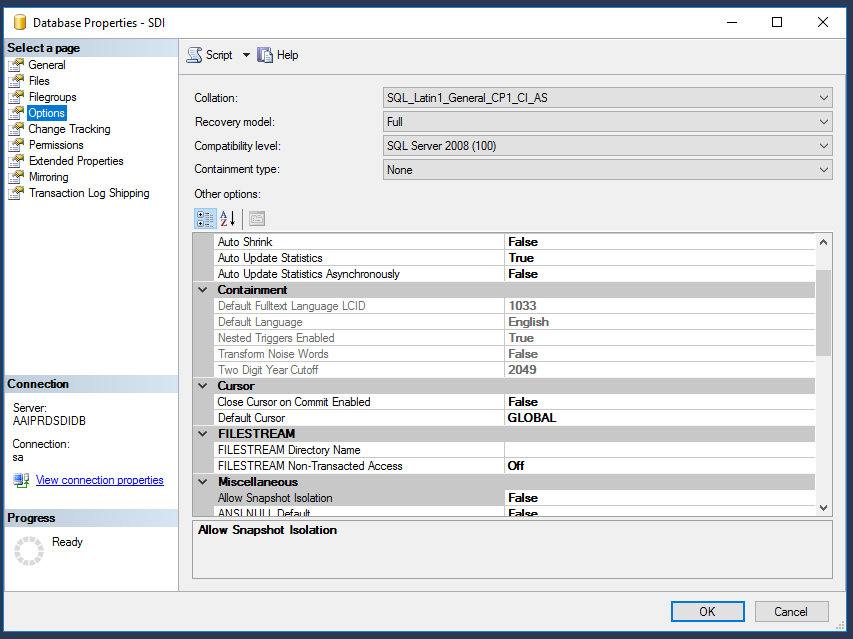 Database Properties - SDI
Select a page
General
Files
Filegroups
Options
Change Tracking
Permissions
Extended Properties
Mirroring
Transaction Log Shipping
Connection
Server:
AAIPRDSDIDB
Connection:
sa
View connection properties
Progress
Ready
Script
Help
Collation: SQL_Latin1_General_CP1_CI_AS
Recovery model: Full
Compatibility level: SQL Server 2008 (100)
Containment type: None
Other options:
Auto Shrink False
Auto Update Statistics True
Auto Update Statistics Asynchronously False
Containment
Default Fulltext Language LCID 1033
Default Language English
Nested Triggers Enabled True
Transform Noise Words False
Two Digit Year Cutoff 2049
Cursor
Close Cursor on Commit Enabled False
Default Cursor GLOBAL
FILESTREAM
FILESTREAM Directory Name
FILESTREAM Non-Transacted Access Off
Miscellaneous
Allow Snapshot Isolation False
ANSI NULL Default False
Allow Snapshot Isolation
OK
Cancel